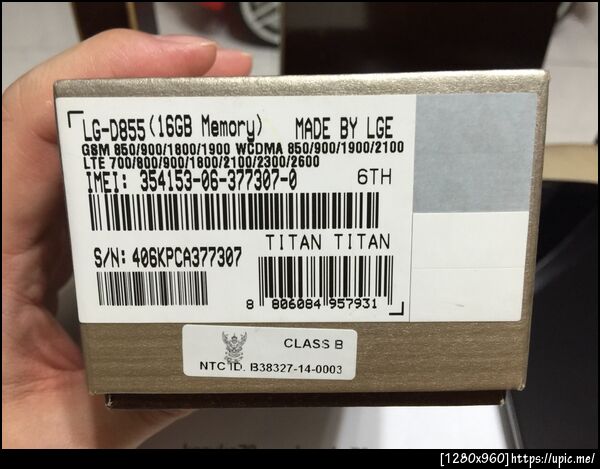 LG-D855(16GB Memory) MADE BY LGE
GSM 850/900/1800/1900 WCDMA 850/900/1900/2100
LTE 700/800/900/1800/2100/2300/2600
IMEI: 354153-06-377307-0 6TH
TITAN TITAN
S/N: 406KPCA377307
8 806084 957931
CLASS B
NTC ID. B38327-14-0003
[1280x960]https://upic.me/